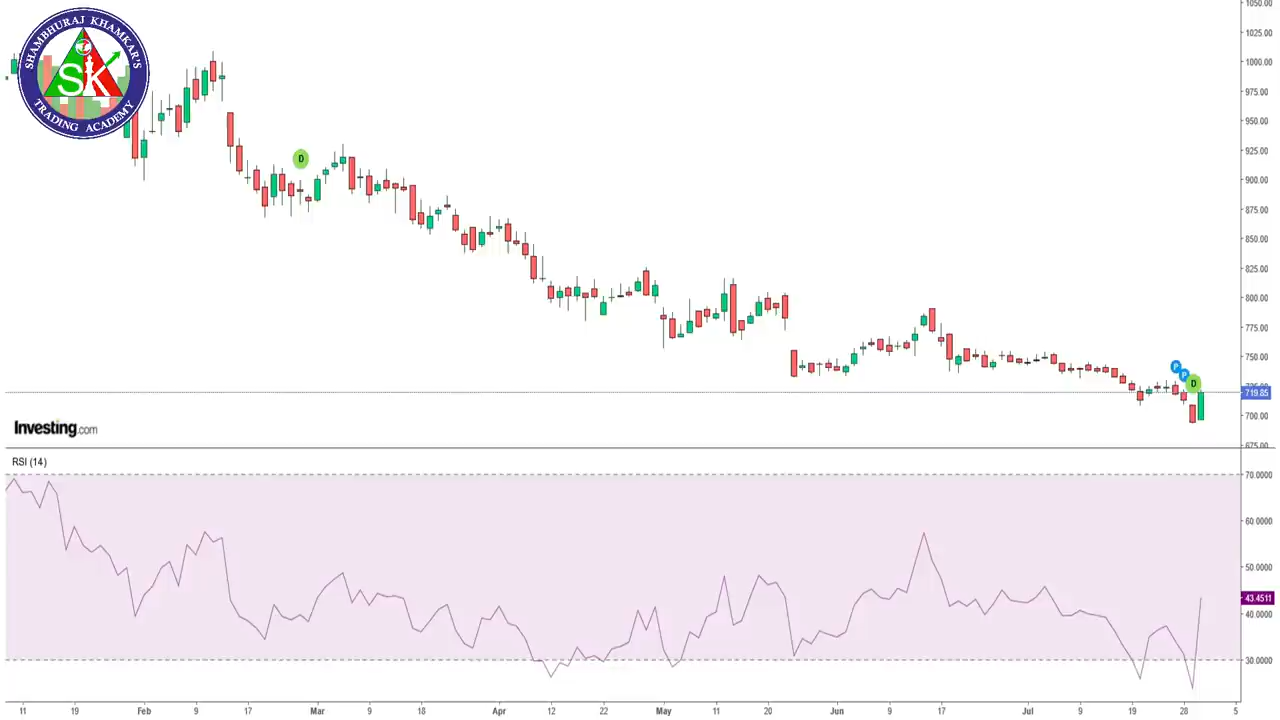 SHAMBHURAJ KHAMKAR'S
SK
TRADING ACADEMY
D
P
P
D
1050.00
1025.00
1000.00
975.00
950.00
925.00
900.00
875.00
850.00
825.00
800.00
775.00
750.00
719.85
700.00
675.00
Investing.com
RSI (14)
70.0000
60.0000
50.0000
43.4511
40.0000
30.0000
11 19 Feb 9 17 Mar 9 18 Apr 12 22 May 11 20 Jun 9 17 Jul 9 19 28 5